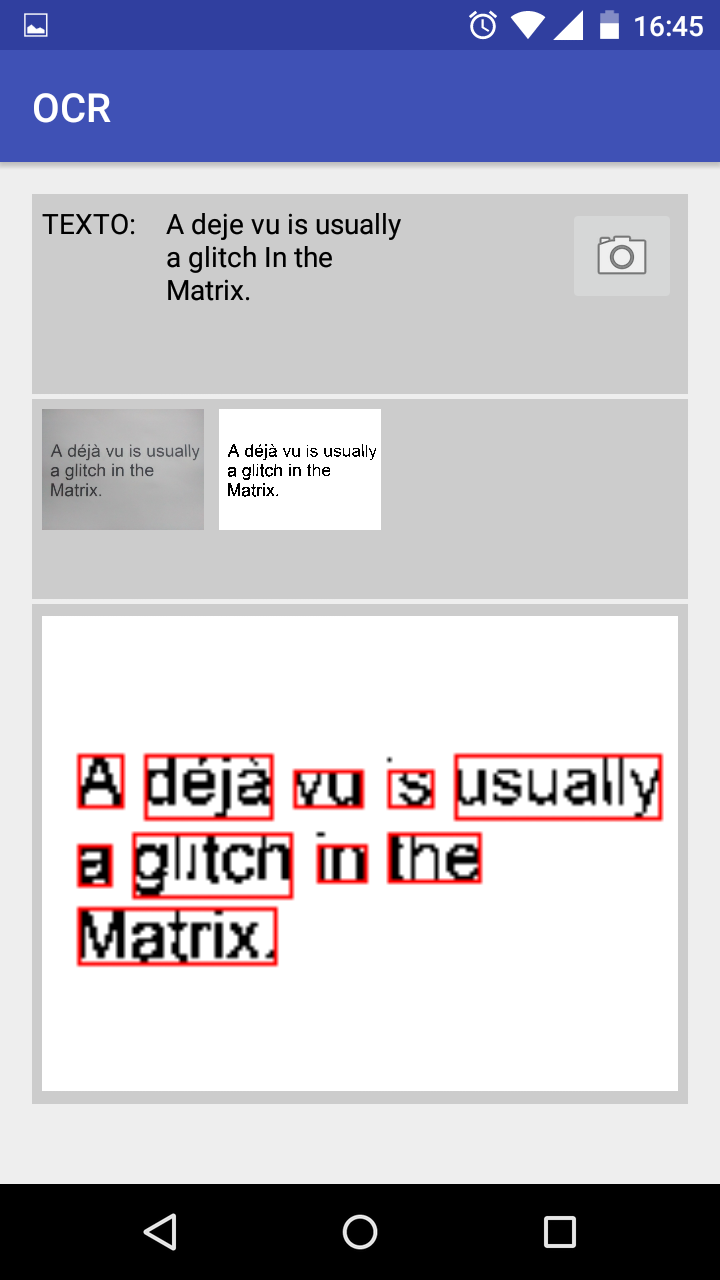 16:45
OCR
TEXTO: A deje vu is usually
a glitch In the
Matrix.
A déjà vu is usually
a glitch in the
Matrix.
A déjà vu is usually
a glitch in the
Matrix.
A déjà vu is usually
a glitch in the
Matrix.